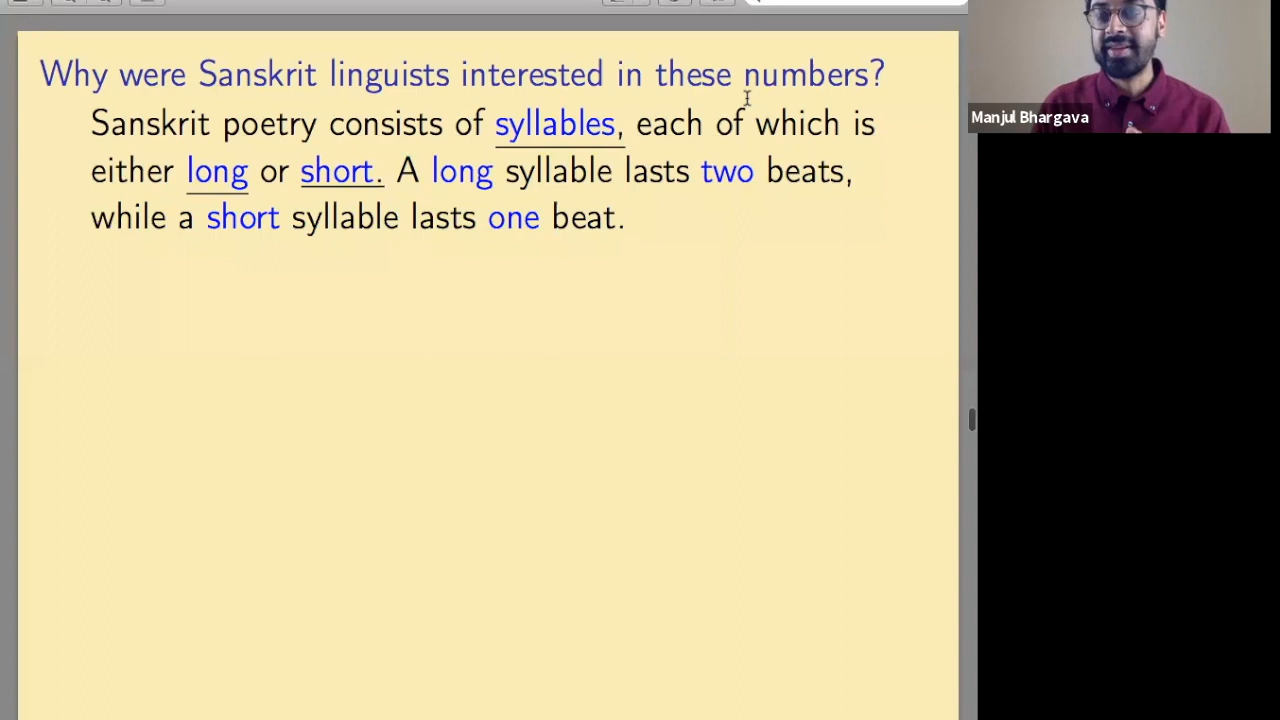 Why were Sanskrit linguists interested in these numbers?
Sanskrit poetry consists of syllables, each of which is
either long or short. A long syllable lasts two beats,
while a short syllable lasts one beat.
Manjul Bhargava